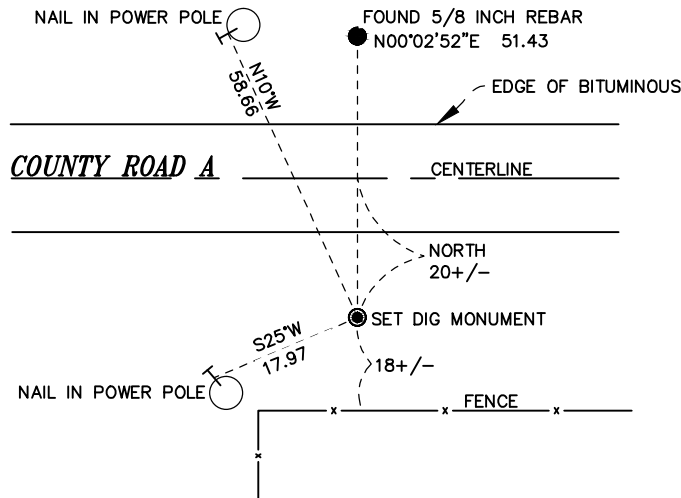 NAIL IN POWER POLE
FOUND 5/8 INCH REBAR
N00°02'52"E 51.43
N10°W
58.66
EDGE OF BITUMINOUS
COUNTY ROAD A
CENTERLINE
NORTH
20+/-
SET DIG MONUMENT
S25°W
17.97
18+/-
NAIL IN POWER POLE
FENCE
x
x
x
x